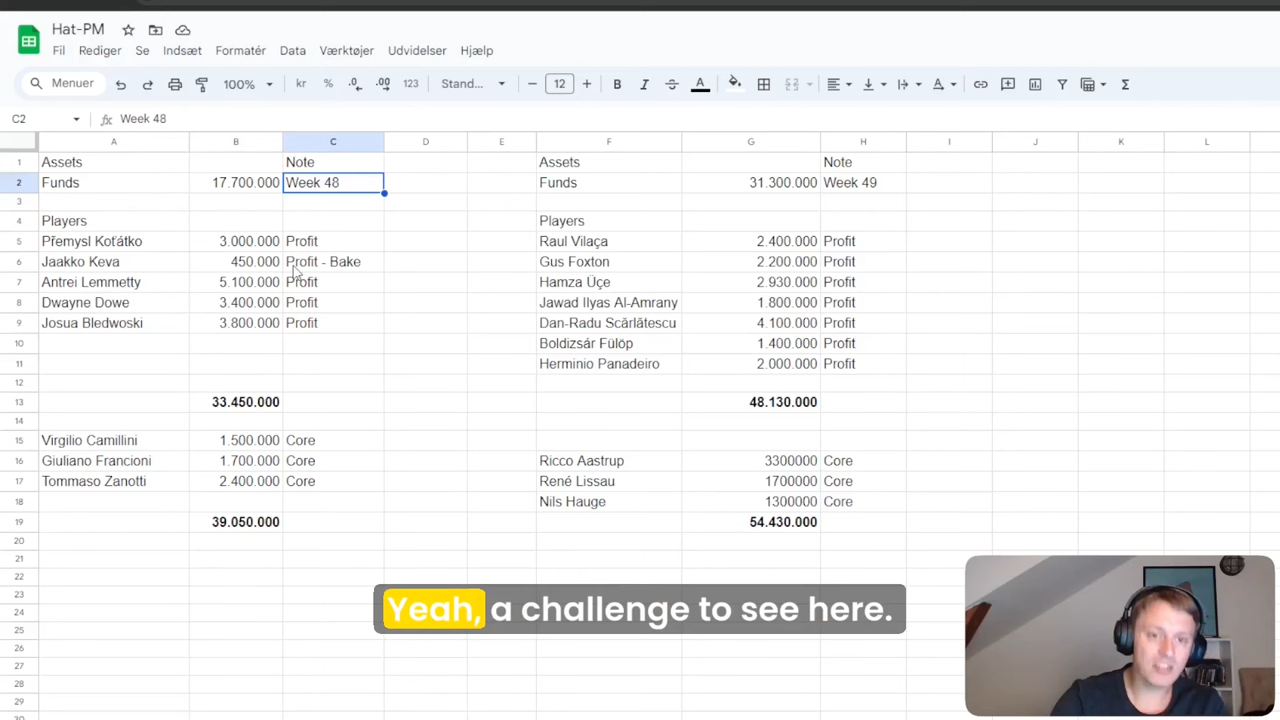 Hat-PM
Fil Rediger Se Indsæt Formatér Data Værktøjer Udvidelser Hjælp
Menuer 100% kr % .0 .00 123 Stand... 12 B I A Σ
C2 fx Week 48
A B C D E F G H I J K L
1 Assets Note Assets Note
2 Funds 17.700.000 Week 48 Funds 31.300.000 Week 49
3
4 Players Players
5 Přemysl Koťátko 3.000.000 Profit Raul Vilaça 2.400.000 Profit
6 Jaakko Keva 450.000 Profit - Bake Gus Foxton 2.200.000 Profit
7 Antrei Lemmetty 5.100.000 Profit Hamza Üçe 2.930.000 Profit
8 Dwayne Dowe 3.400.000 Profit Jawad Ilyas Al-Amrany 1.800.000 Profit
9 Josua Bledwoski 3.800.000 Profit Dan-Radu Scărlătescu 4.100.000 Profit
10 Boldizsár Fülöp 1.400.000 Profit
11 Herminio Panadeiro 2.000.000 Profit
12
13 33.450.000 48.130.000
14
15 Virgilio Camillini 1.500.000 Core
16 Giuliano Francioni 1.700.000 Core Ricco Aastrup 3300000 Core
17 Tommaso Zanotti 2.400.000 Core René Lissau 1700000 Core
18 Nils Hauge 1300000 Core
19 39.050.000 54.430.000
20
21
22
23
24
25
26
27
28
29
Yeah, a challenge to see here.